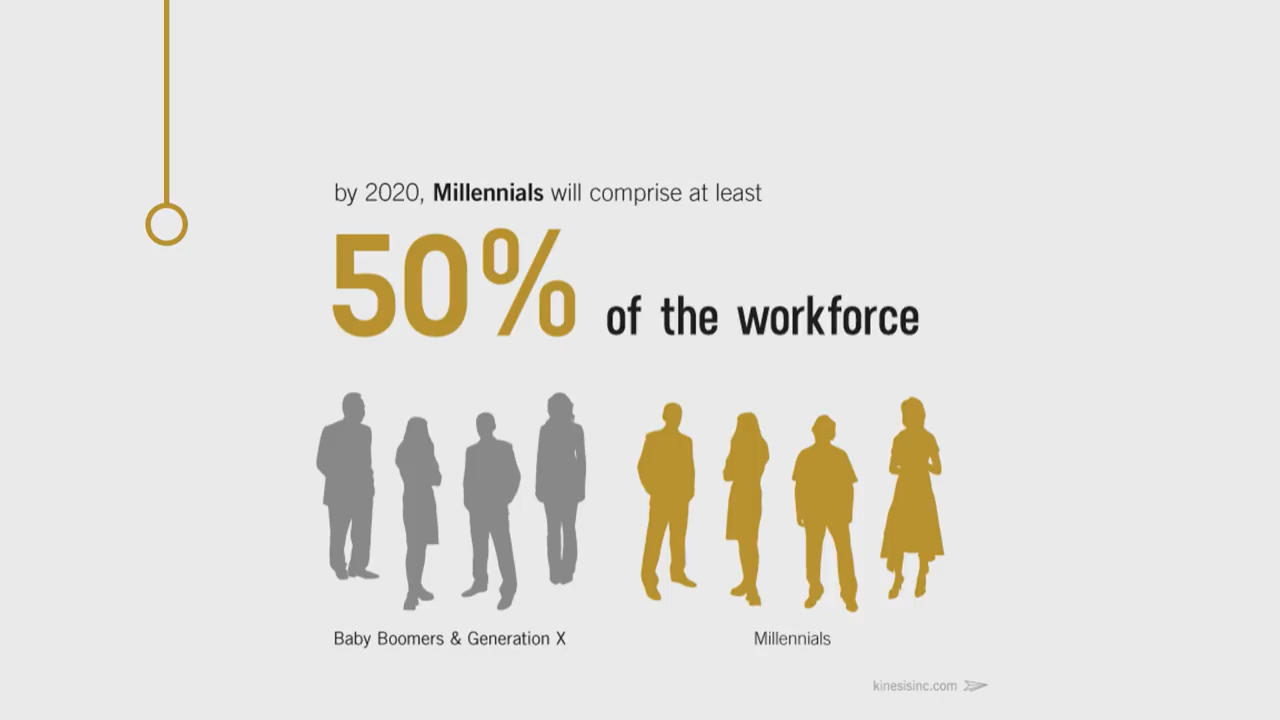 by 2020, Millennials will comprise at least
50% of the workforce
Baby Boomers & Generation X
Millennials
kinesisinc.com